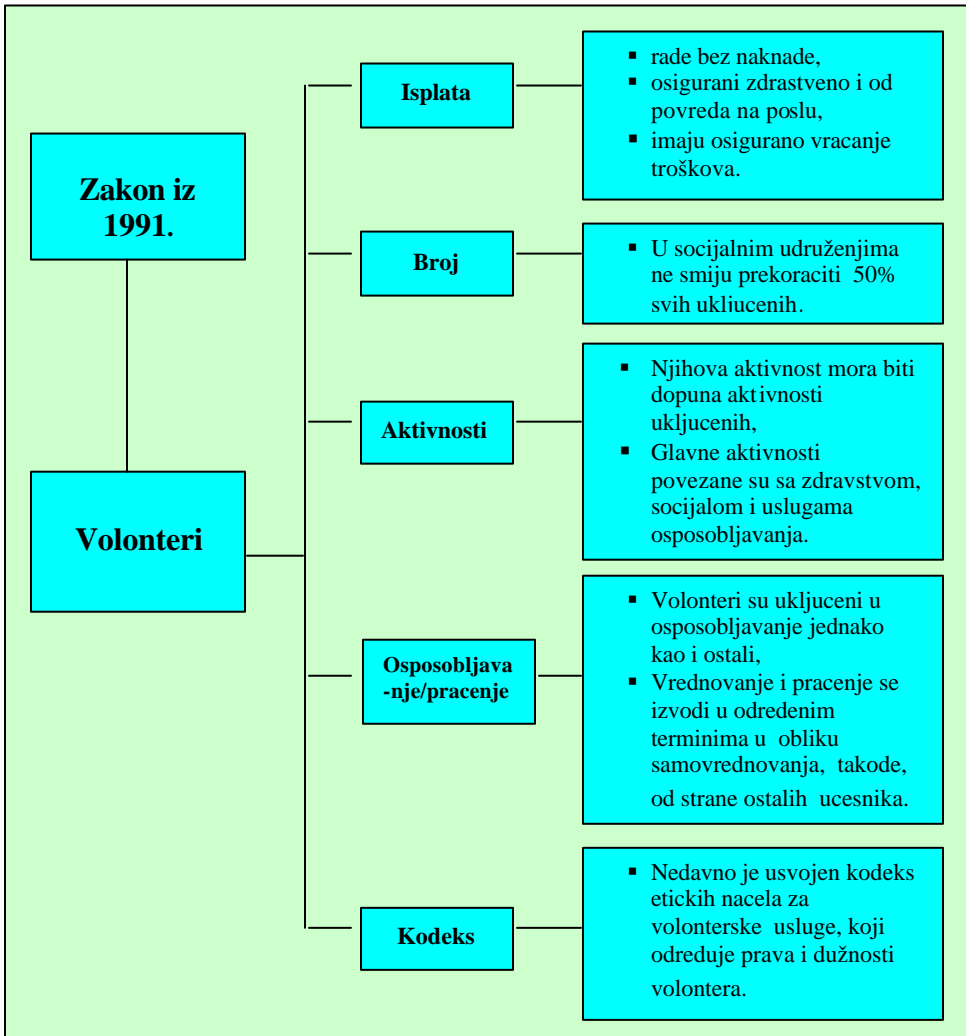 Zakon iz
1991.
Volonteri
Isplata
▪ rade bez naknade,
▪ osigurani zdrastveno i od
povreda na poslu,
▪ imaju osigurano vracanje
troškova.
Broj
▪ U socijalnim udruženjima
ne smiju prekoraciti 50%
svih ukljucenih.
Aktivnosti
▪ Njihova aktivnost mora biti
dopuna aktivnosti
ukljucenih,
▪ Glavne aktivnosti
povezane su sa zdravstvom,
socijalom i uslugama
osposobljavanja.
Osposobljava
-nje/pracenje
▪ Volonteri su ukljuceni u
osposobljavanje jednako
kao i ostali,
▪ Vrednovanje i pracenje se
izvodi u odredenim
terminima u obliku
samovrednovanja, takode,
od strane ostalih ucesnika.
Kodeks
▪ Nedavno je usvojen kodeks
etickih nacela za
volonterske usluge, koji
odreduje prava i dužnosti
volontera.